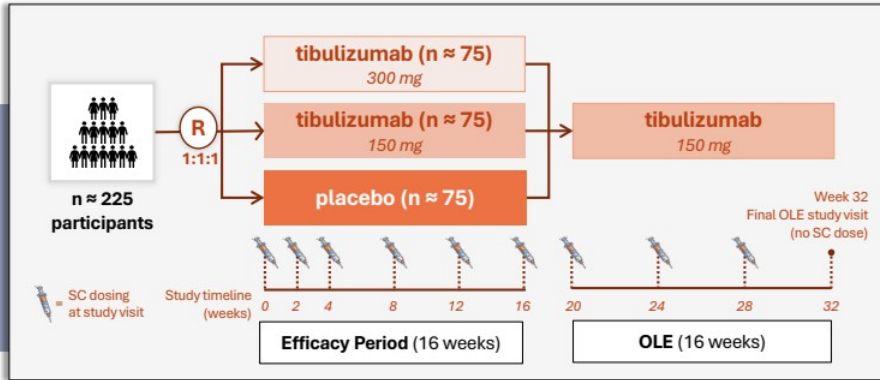 tibulizumab (n ≈ 75)
300 mg
tibulizumab (n ≈ 75)
150 mg
placebo (n ≈ 75)
tibulizumab
150 mg
R
1:1:1
n ≈ 225
participants
Week 32
Final OLE study visit
(no SC dose)
= SC dosing
at study visit
Study timeline
(weeks)
0 2 4 8 12 16
20 24 28 32
Efficacy Period (16 weeks)
OLE (16 weeks)